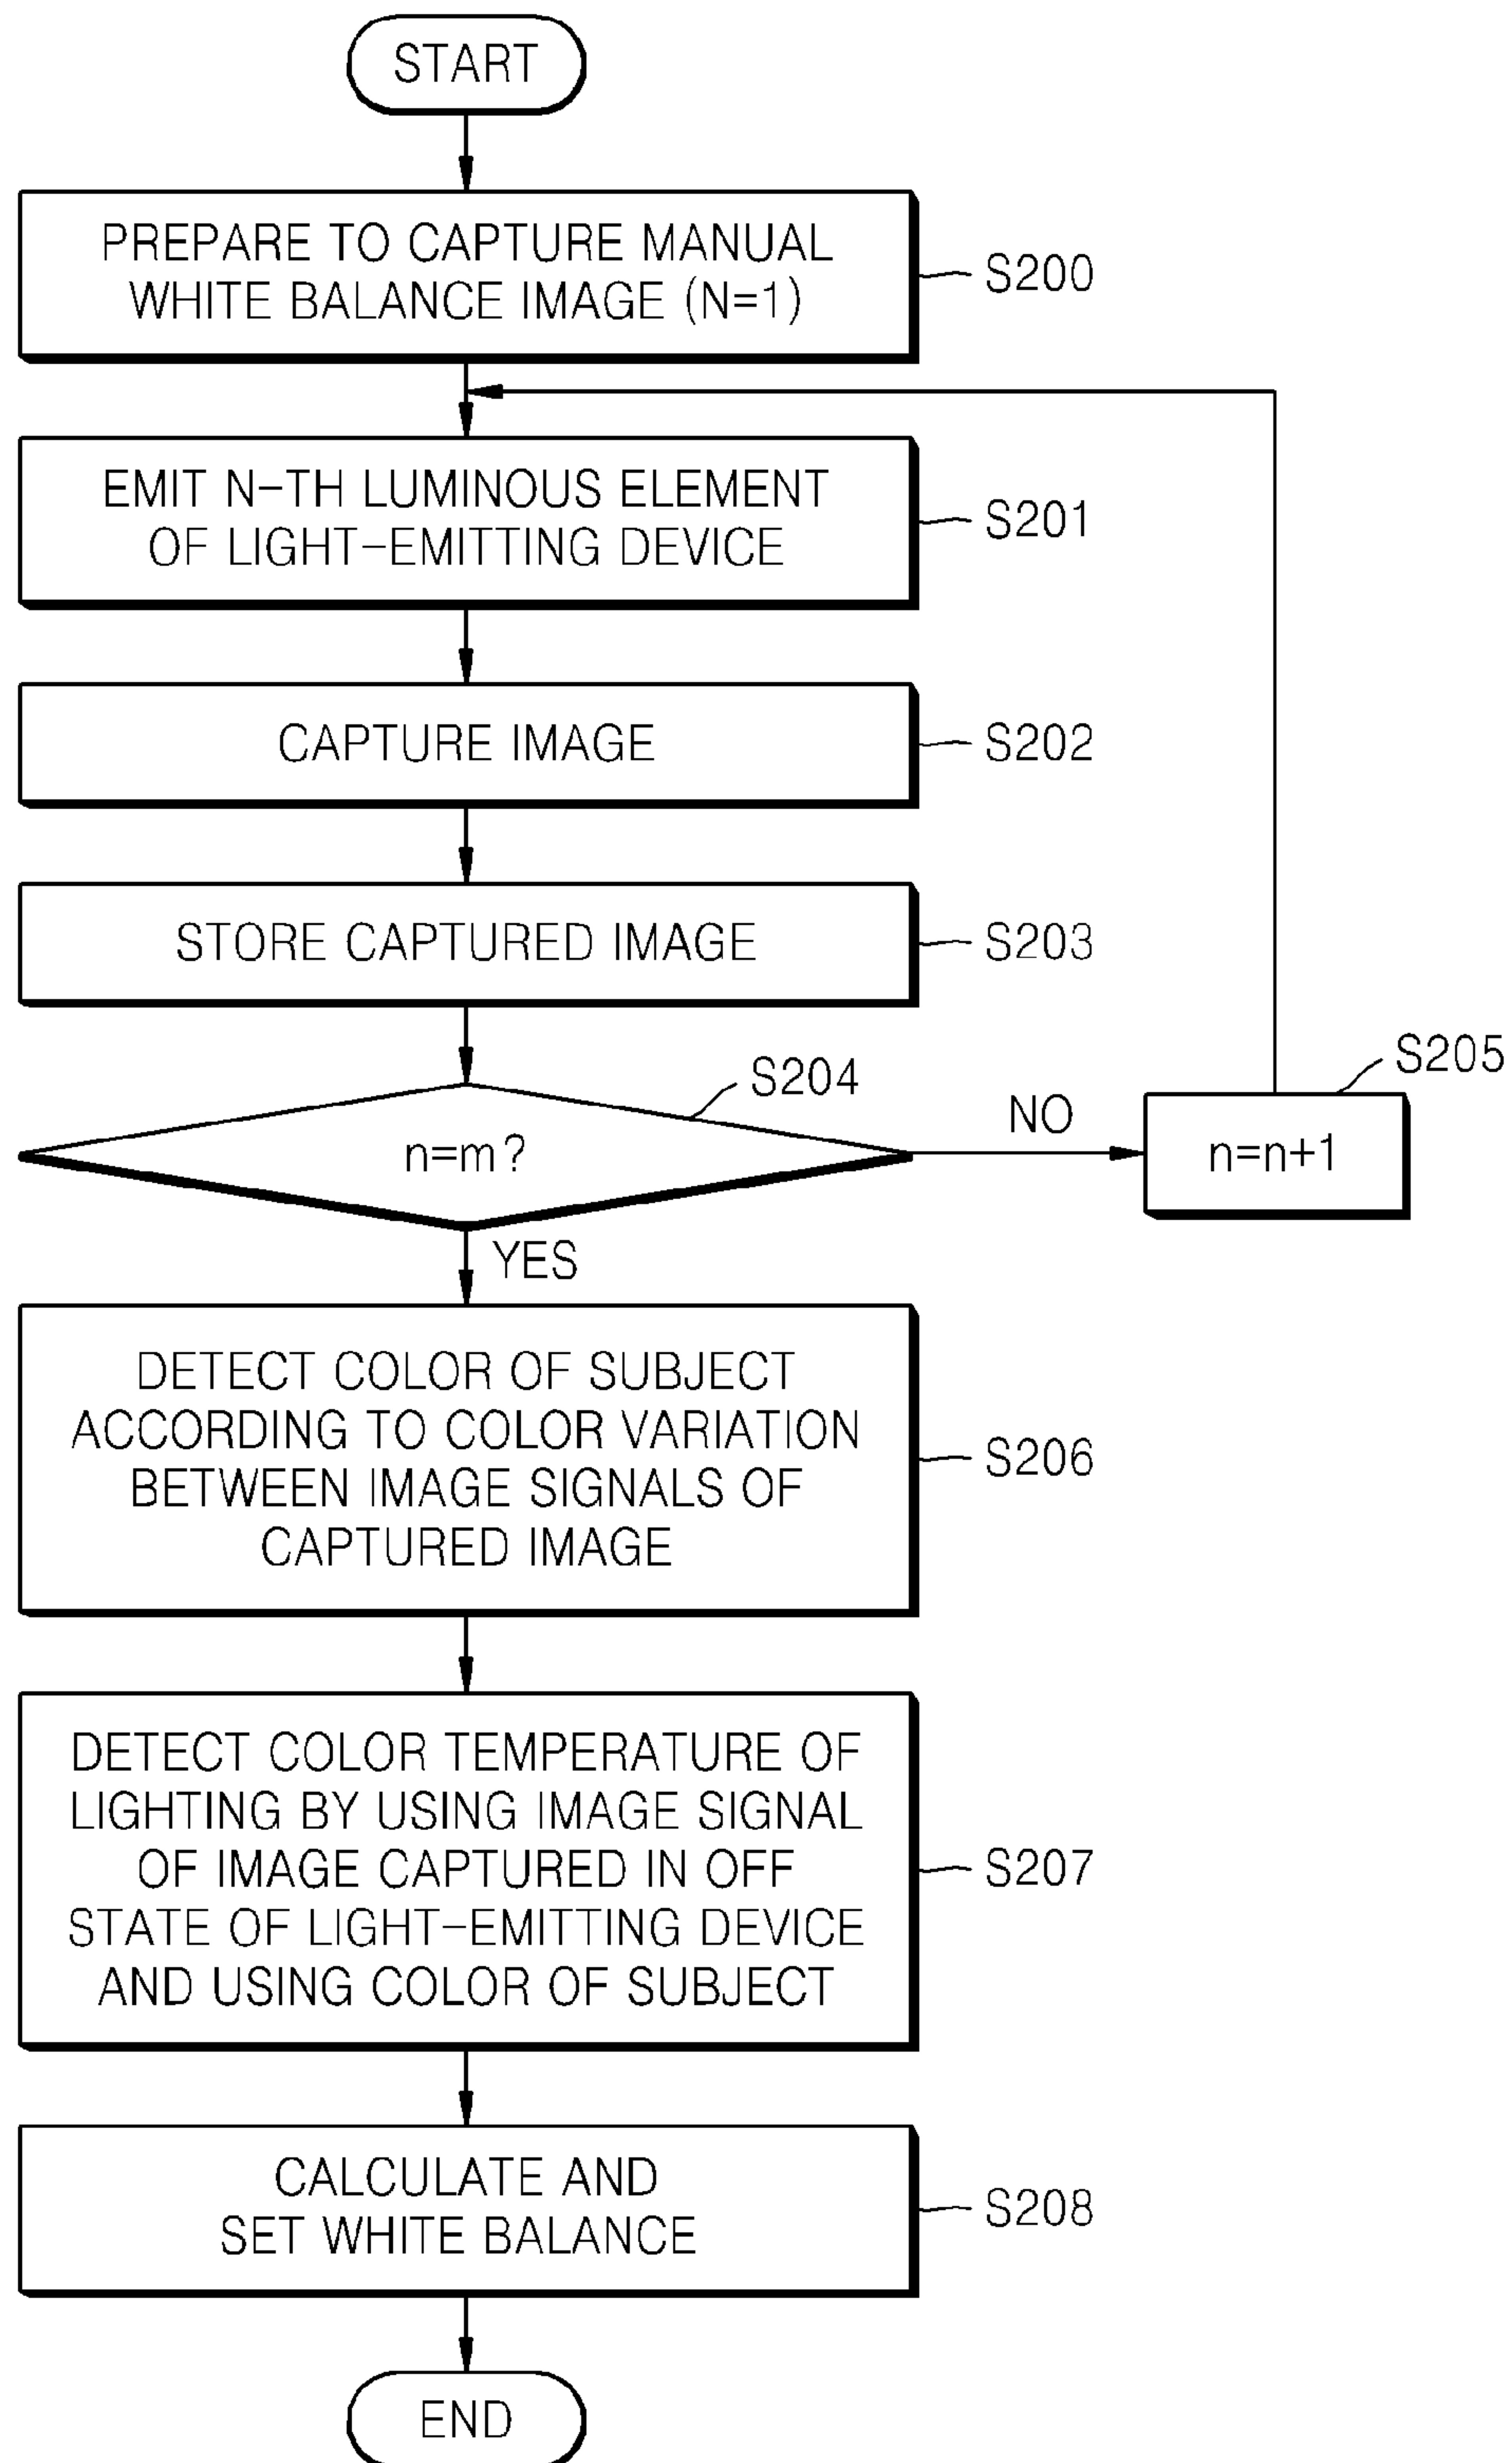 START
PREPARE TO CAPTURE MANUAL
WHITE BALANCE IMAGE (N=1)
S200
EMIT N-TH LUMINOUS ELEMENT
OF LIGHT-EMITTING DEVICE
S201
CAPTURE IMAGE
S202
STORE CAPTURED IMAGE
S203
S204
n=m?
NO
S205
n=n+1
YES
DETECT COLOR OF SUBJECT
ACCORDING TO COLOR VARIATION
BETWEEN IMAGE SIGNALS OF
CAPTURED IMAGE
S206
DETECT COLOR TEMPERATURE OF
LIGHTING BY USING IMAGE SIGNAL
OF IMAGE CAPTURED IN OFF
STATE OF LIGHT-EMITTING DEVICE
AND USING COLOR OF SUBJECT
S207
CALCULATE AND
SET WHITE BALANCE
S208
END